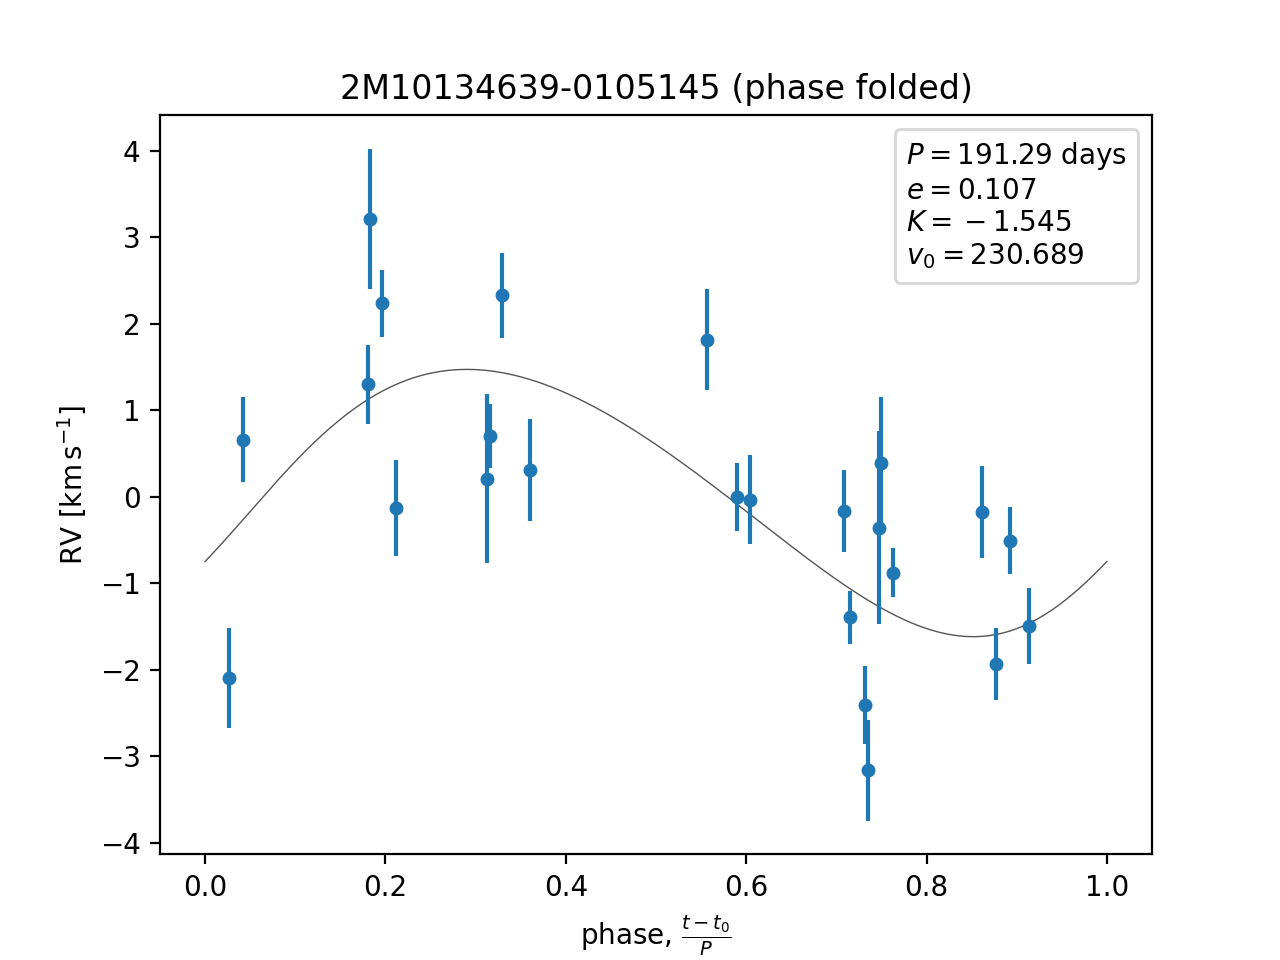 2M10134639-0105145 (phase folded)
P = 191.29 days
e = 0.107
K = −1.545
v₀ = 230.689
RV [km s⁻¹]
4
3
2
1
0
−1
−2
−3
−4
0.0 0.2 0.4 0.6 0.8 1.0
phase, (t − t₀)/P